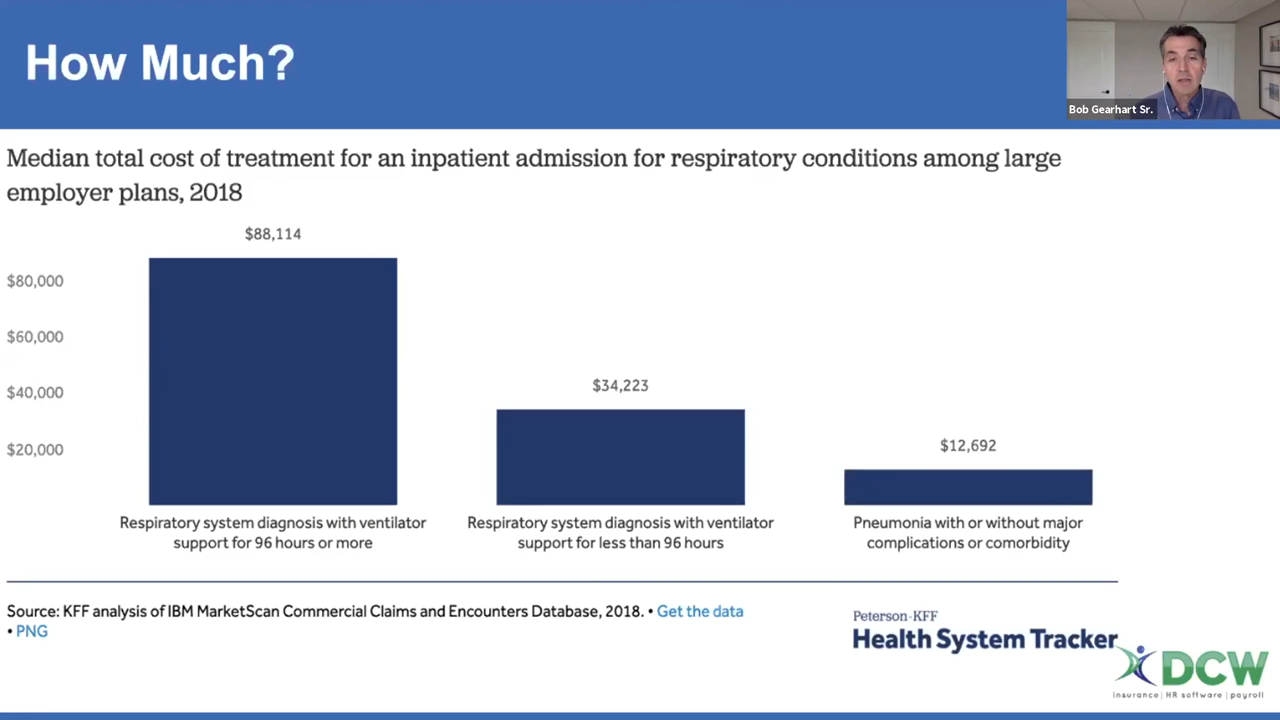 How Much?
Bob Gearhart Sr.
Median total cost of treatment for an inpatient admission for respiratory conditions among large
employer plans, 2018
$88,114
$80,000
$60,000
$40,000
$20,000
$34,223
$12,692
Respiratory system diagnosis with ventilator
support for 96 hours or more
Respiratory system diagnosis with ventilator
support for less than 96 hours
Pneumonia with or without major
complications or comorbidity
Source: KFF analysis of IBM MarketScan Commercial Claims and Encounters Database, 2018. • Get the data
• PNG
Peterson-KFF
Health System Tracker
DCW
insurance | HR software | payroll